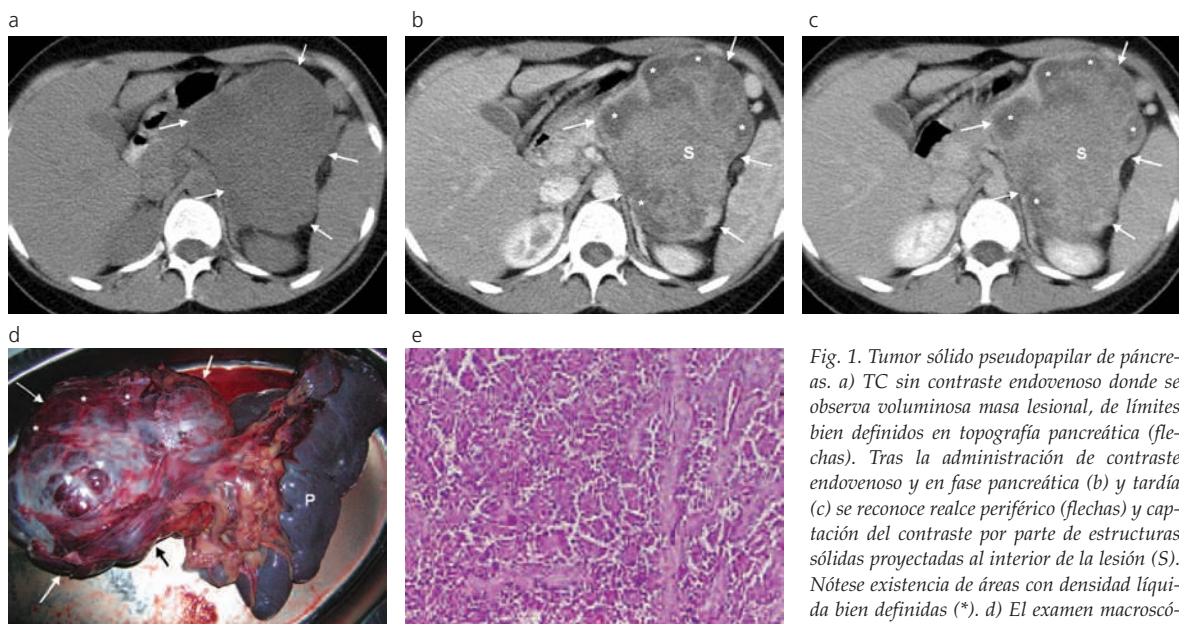 a
b
c
S
S
d
e
P
Fig. 1. Tumor sólido pseudopapilar de páncre-
as. a) TC sin contraste endovenoso donde se
observa voluminosa masa lesional, de límites
bien definidos en topografía pancreática (fle-
chas). Tras la administración de contraste
endovenoso y en fase pancreática (b) y tardía
(c) se reconoce realce periférico (flechas) y cap-
tación del contraste por parte de estructuras
sólidas proyectadas al interior de la lesión (S).
Nótese existencia de áreas con densidad líqui-
da bien definidas (*). d) El examen macroscó-